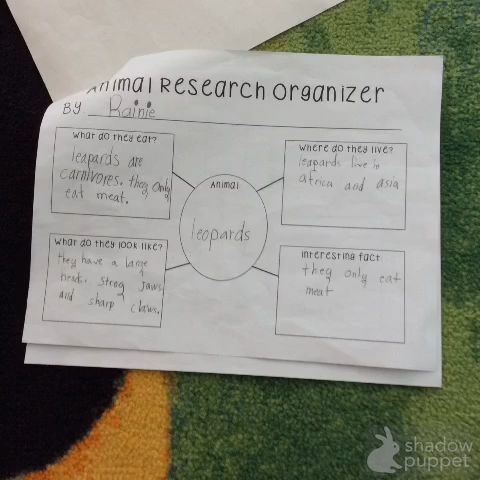 Animal Research Organizer
By Rainie
what do they eat?
leapards are
carnivores. they only
eat meat.
where do they live?
leapards live in
africa and asia
Animal
leopards
what do they look like?
they have a large
head. strog jaws
and sharp claws.
interesting fact
they only eat
meat
shadow
puppet